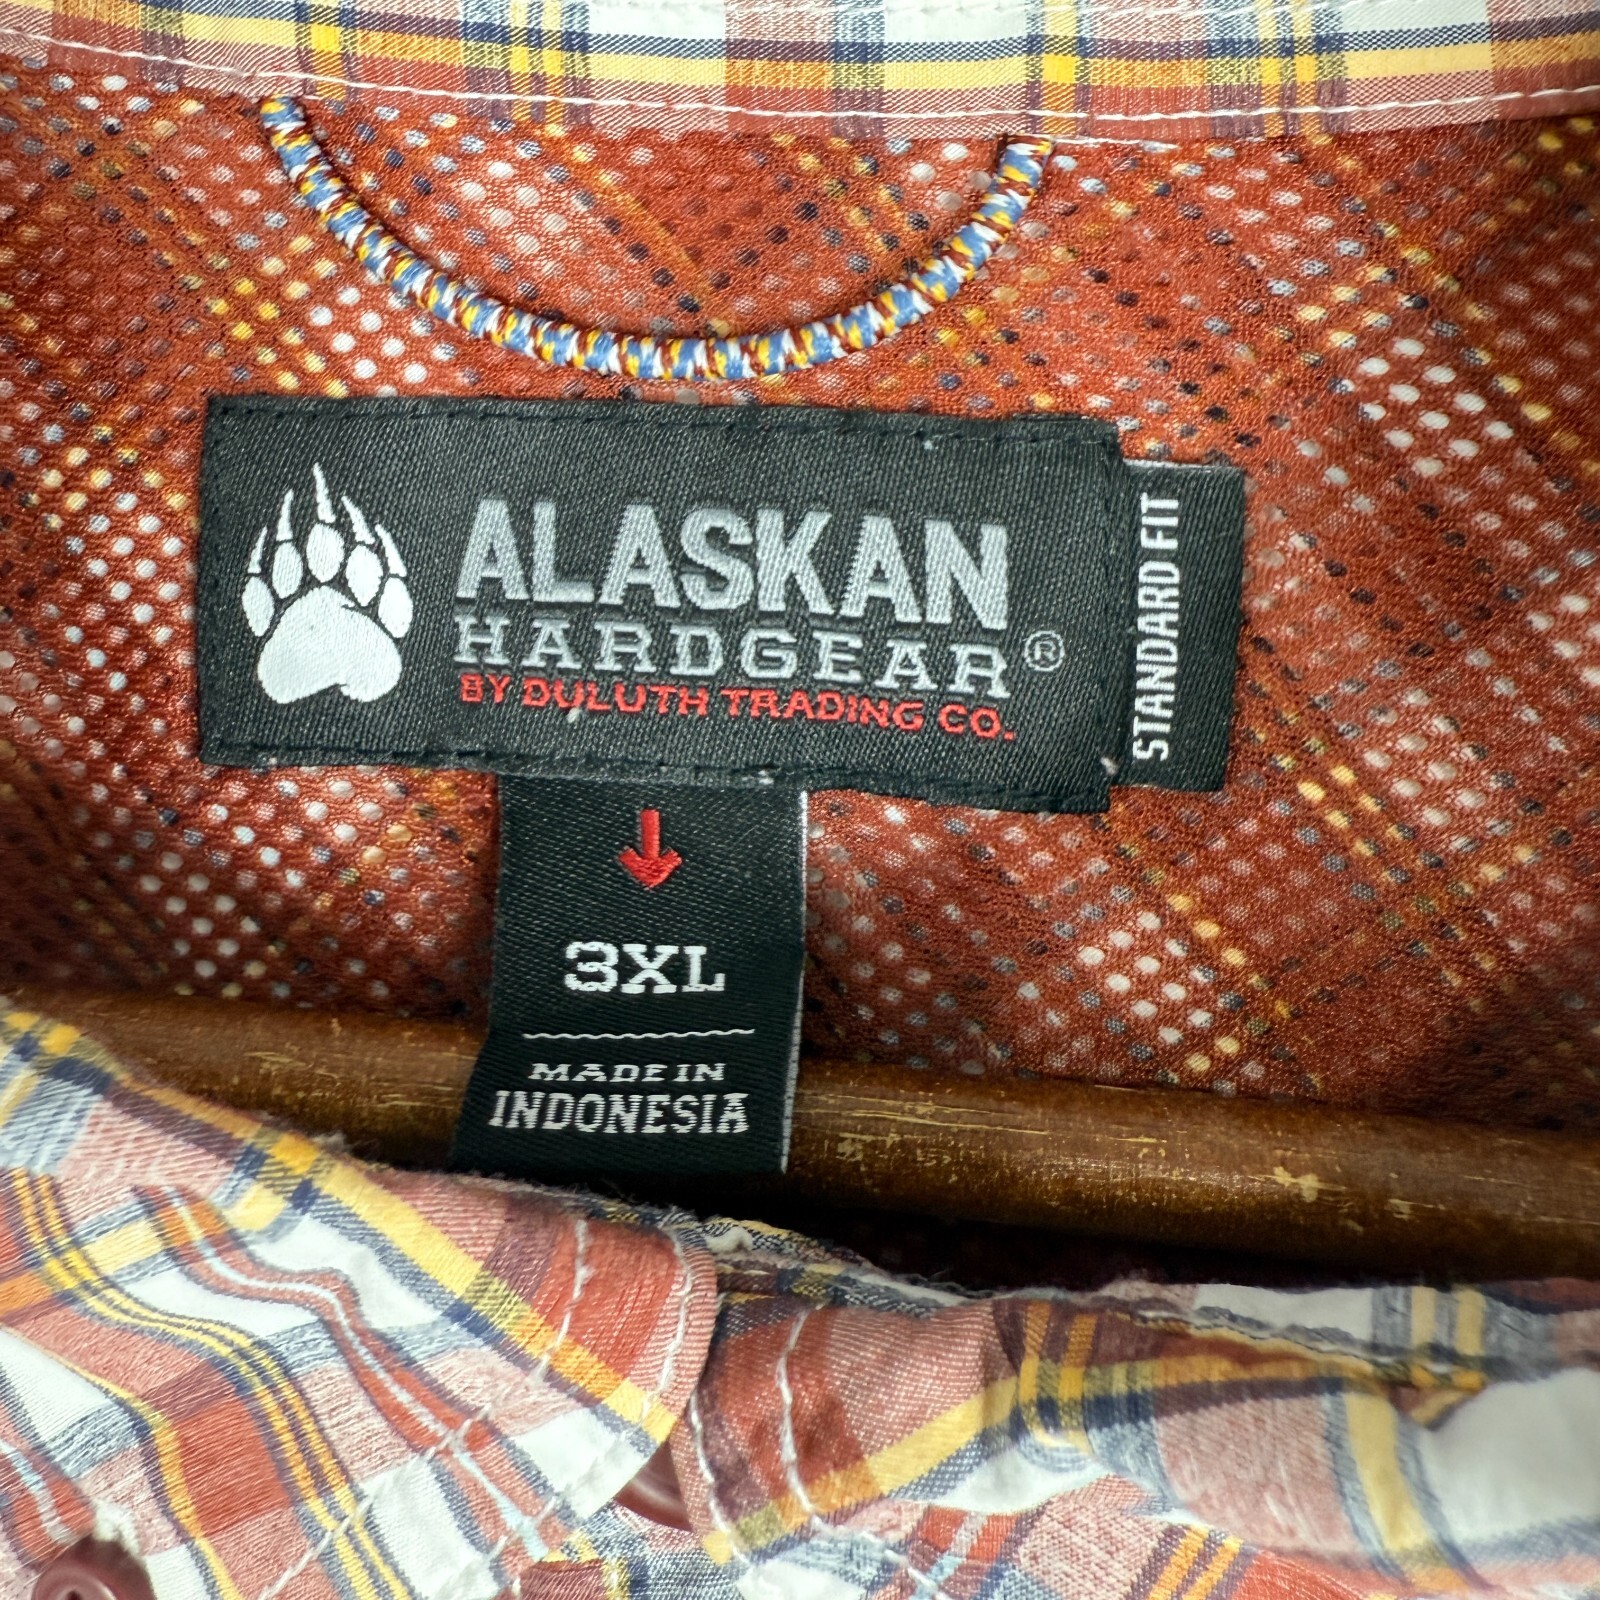 ALASKAN
HARDGEAR®
BY DULUTH TRADING CO.
STANDARD FIT
3XL
MADE IN
INDONESIA